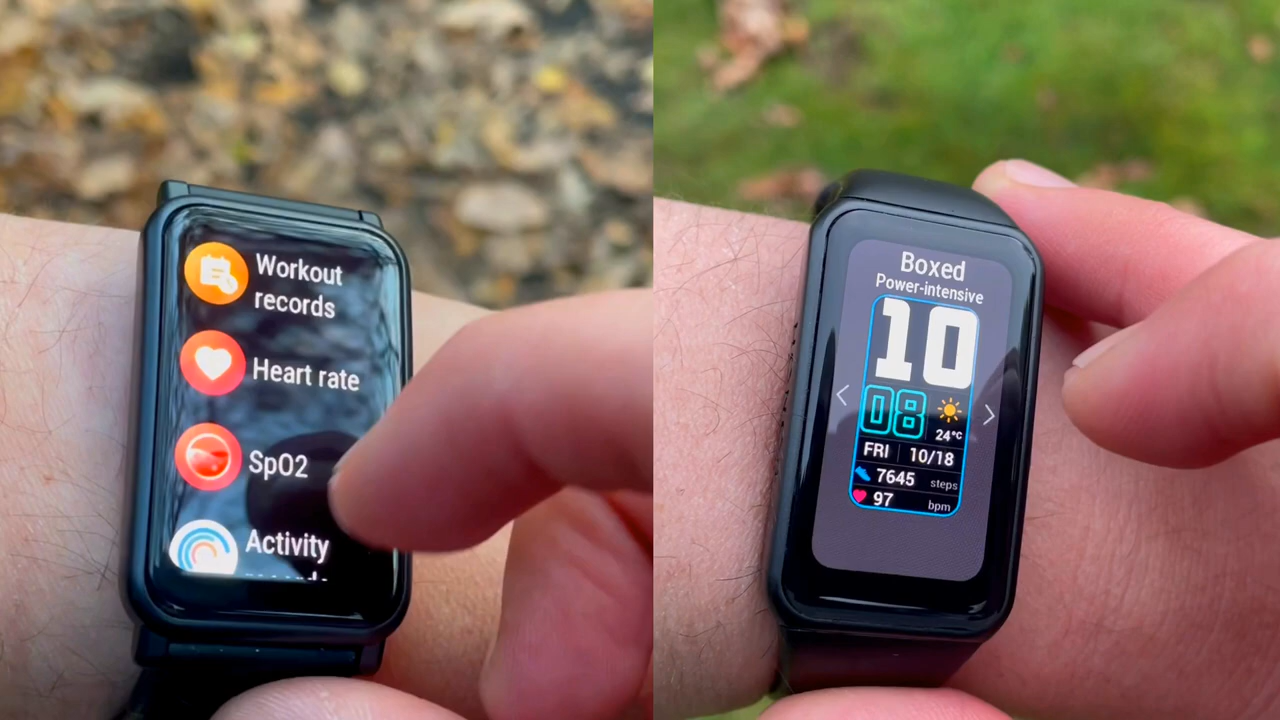 Workout
records
Heart rate
SpO2
Activity
Boxed
Power-intensive
10
08
24°C
FRI 10/18
7645 steps
97 bpm